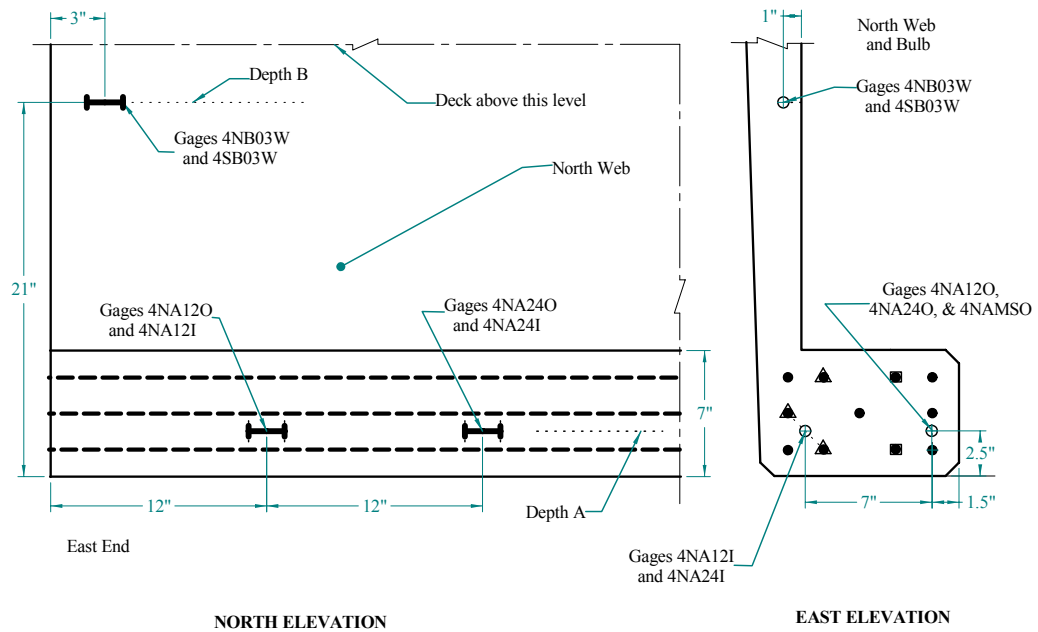 3"
Depth B
Deck above this level
Gages 4NB03W
and 4SB03W
North Web
21"
Gages 4NA12O
and 4NA12I
Gages 4NA24O
and 4NA24I
7"
12"
12"
Depth A
East End
NORTH ELEVATION
1"
North Web
and Bulb
Gages 4NB03W
and 4SB03W
Gages 4NA12O,
4NA24O, & 4NAMSO
2.5"
7"
1.5"
Gages 4NA12I
and 4NA24I
EAST ELEVATION